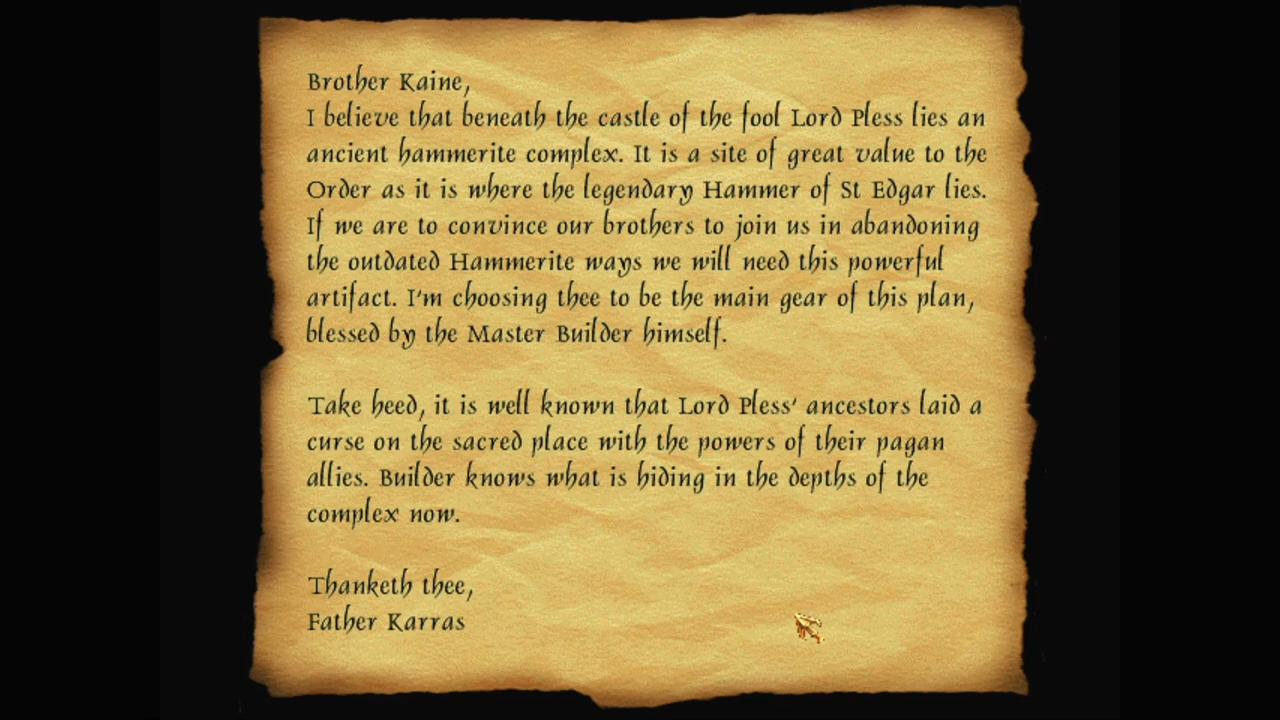 Brother Kaine,
I believe that beneath the castle of the fool Lord Pless lies an
ancient hammerite complex. It is a site of great value to the
Order as it is where the legendary Hammer of St Edgar lies.
If we are to convince our brothers to join us in abandoning
the outdated Hammerite ways we will need this powerful
artifact. I'm choosing thee to be the main gear of this plan,
blessed by the Master Builder himself.
Take heed, it is well known that Lord Pless' ancestors laid a
curse on the sacred place with the powers of their pagan
allies. Builder knows what is hiding in the depths of the
complex now.
Thanketh thee,
Father Karras